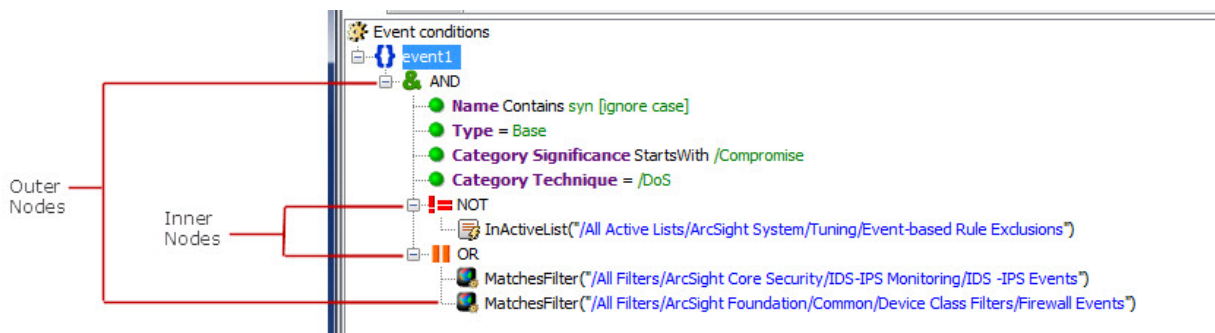 Event conditions
event1
& AND
Name Contains syn [ignore case]
Type = Base
Category Significance StartsWith /Compromise
Category Technique = /DoS
Outer
Nodes
Inner
Nodes
!= NOT
InActiveList("/All Active Lists/ArcSight System/Tuning/Event-based Rule Exclusions")
OR
MatchesFilter("/All Filters/ArcSight Core Security/IDS-IPS Monitoring/IDS -IPS Events")
MatchesFilter("/All Filters/ArcSight Foundation/Common/Device Class Filters/Firewall Events")